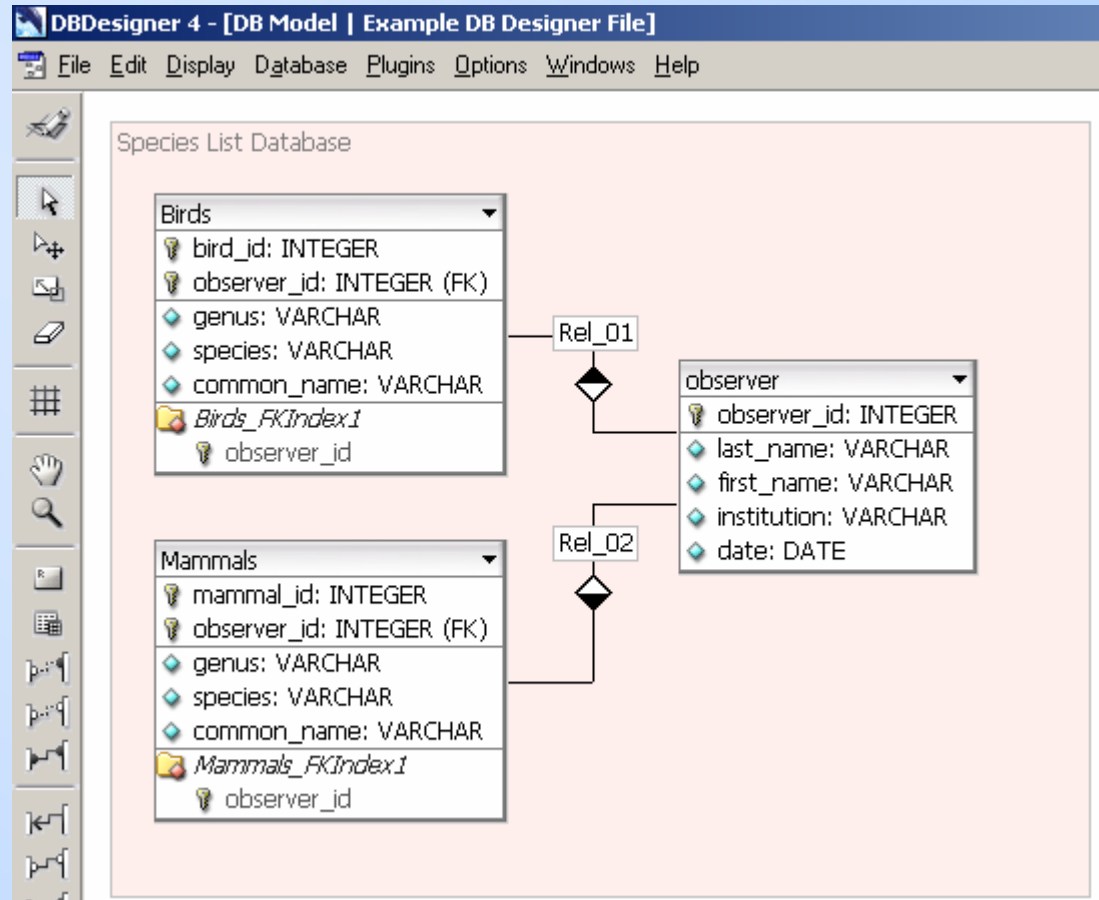 DBDesigner 4 - [DB Model | Example DB Designer File]
File Edit Display Database Plugins Options Windows Help
Species List Database
Birds
bird_id: INTEGER
observer_id: INTEGER (FK)
genus: VARCHAR
species: VARCHAR
common_name: VARCHAR
Birds_FKIndex1
observer_id
Rel_01
observer
observer_id: INTEGER
last_name: VARCHAR
first_name: VARCHAR
institution: VARCHAR
date: DATE
Rel_02
Mammals
mammal_id: INTEGER
observer_id: INTEGER (FK)
genus: VARCHAR
species: VARCHAR
common_name: VARCHAR
Mammals_FKIndex1
observer_id
R